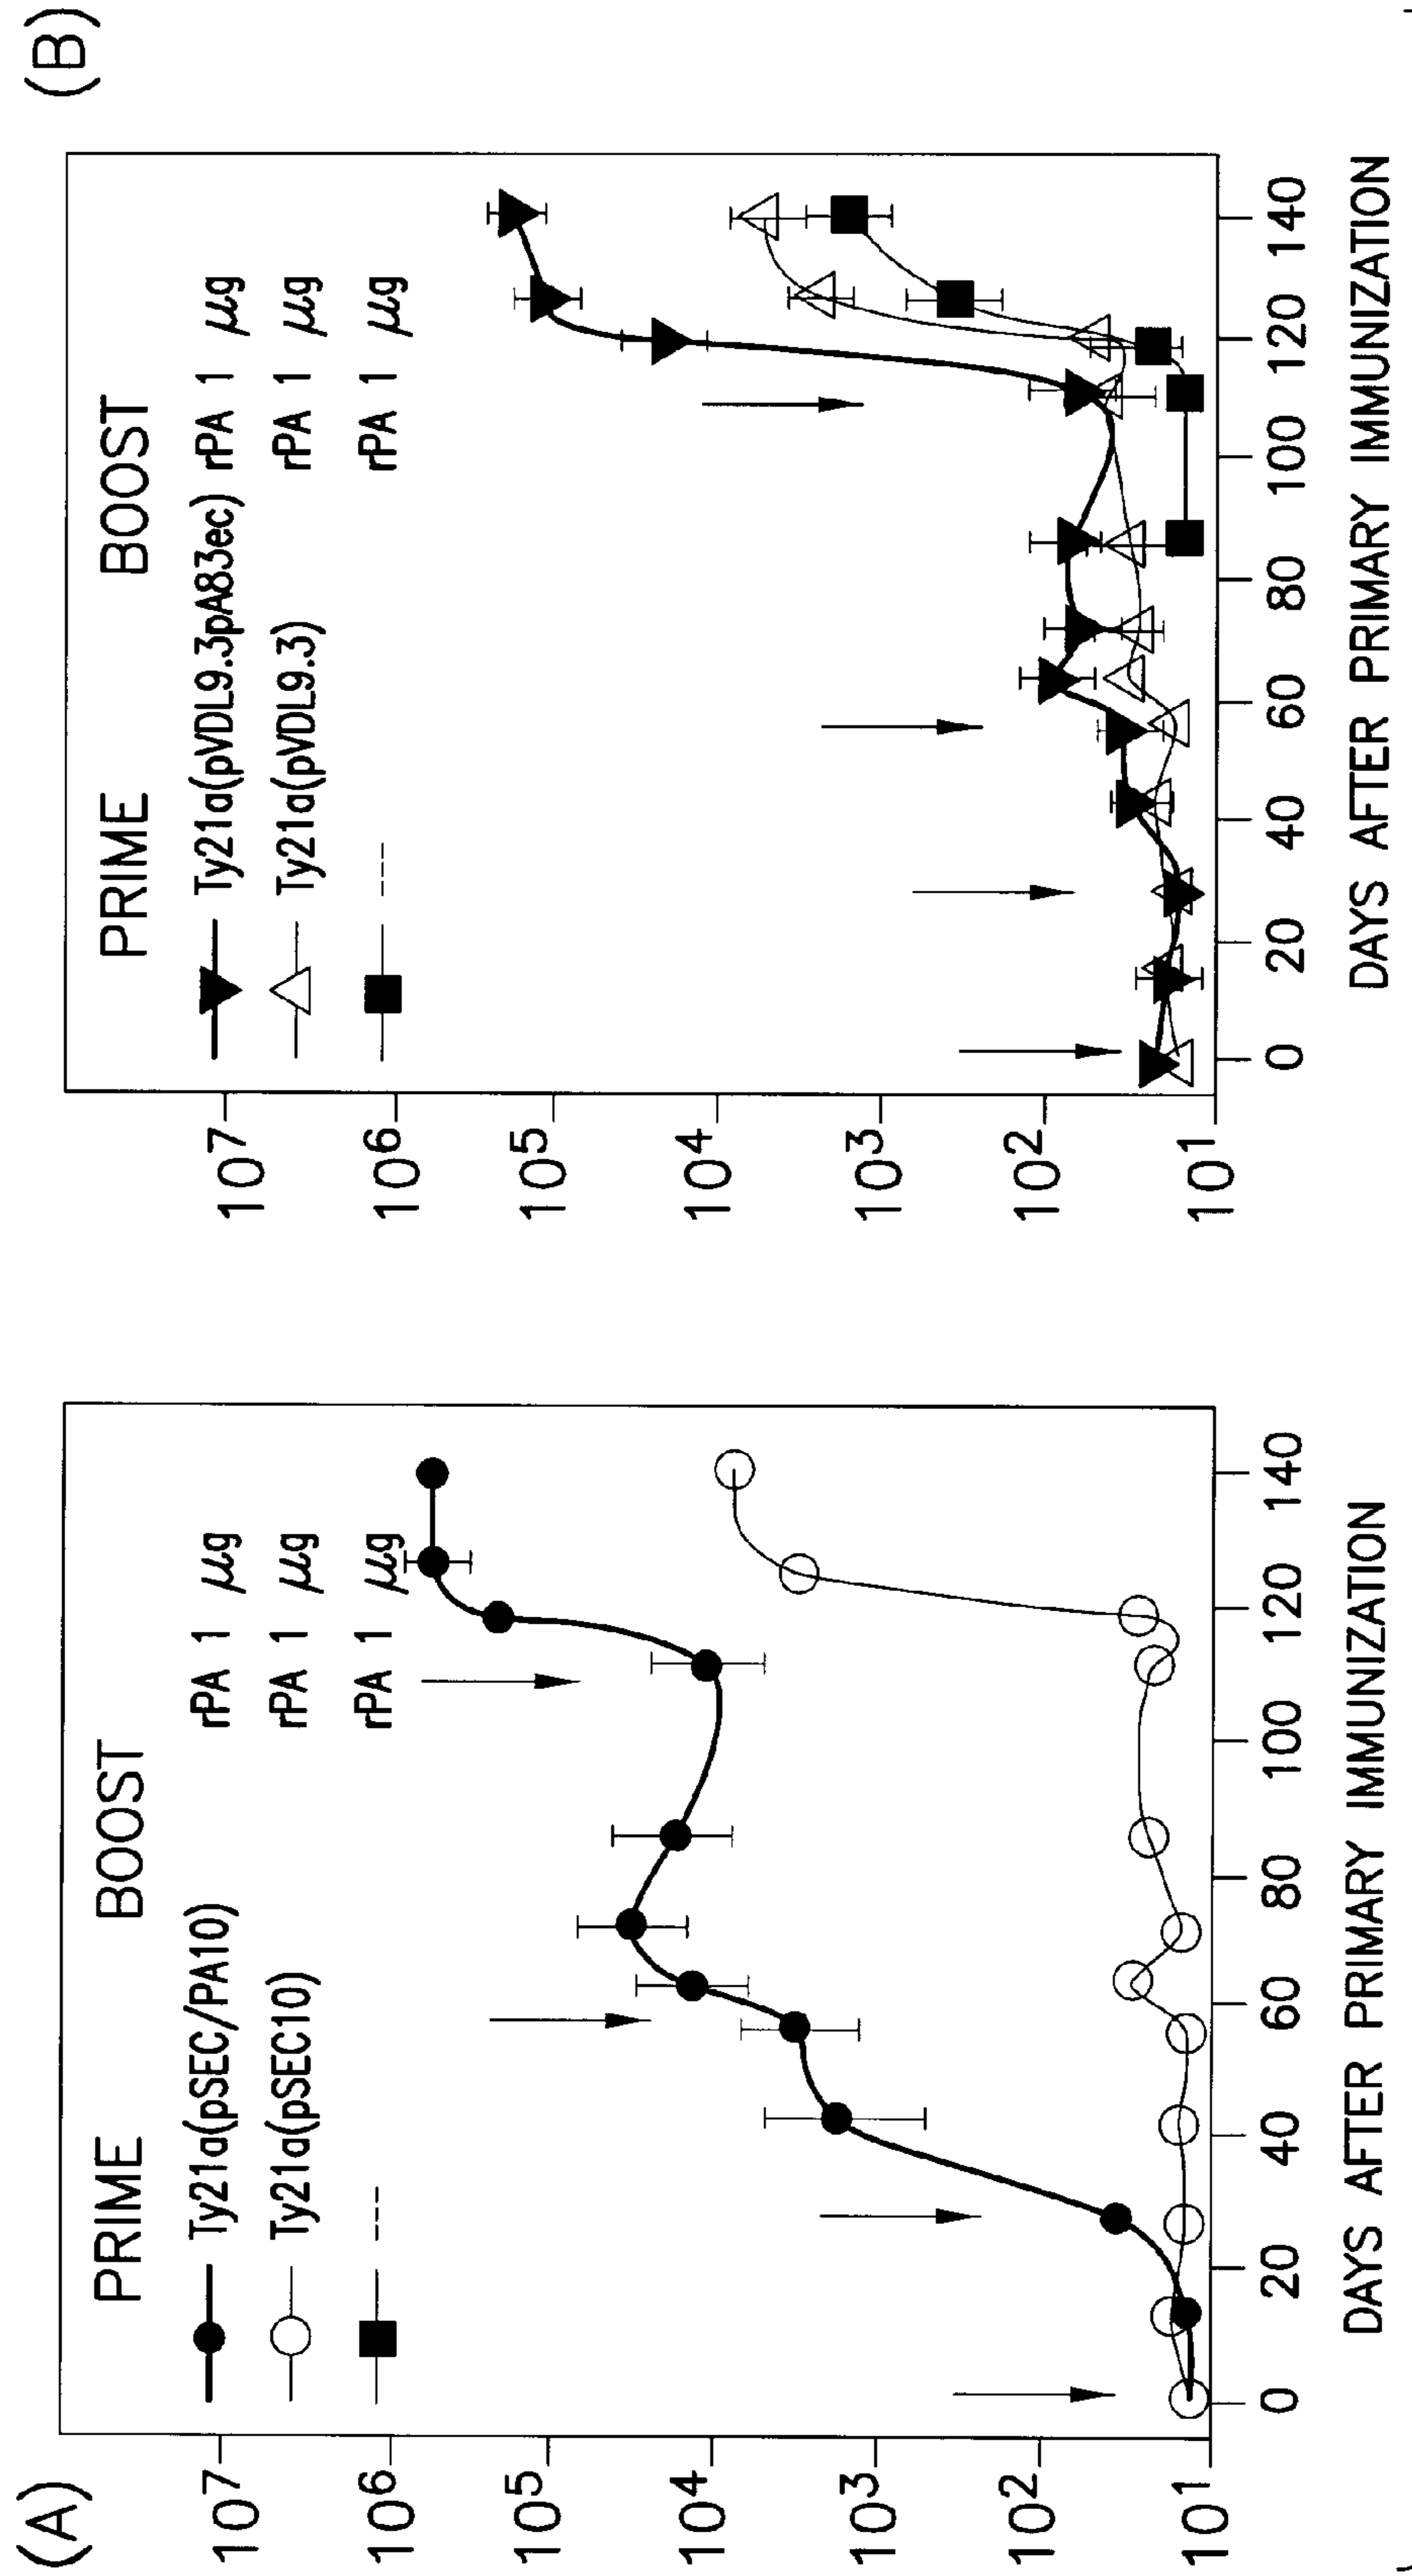 (A)
PRIME BOOST
Ty21a(pSEC/PA10) rPA 1 μg
Ty21a(pSEC10) rPA 1 μg
---- rPA 1 μg
10⁷
10⁶
10⁵
10⁴
10³
10²
10¹
0 20 40 60 80 100 120 140
DAYS AFTER PRIMARY IMMUNIZATION
(B)
PRIME BOOST
Ty21a(pVDL9.3pA83ec) rPA 1 μg
Ty21a(pVDL9.3) rPA 1 μg
---- rPA 1 μg
10⁷
10⁶
10⁵
10⁴
10³
10²
10¹
0 20 40 60 80 100 120 140
DAYS AFTER PRIMARY IMMUNIZATION